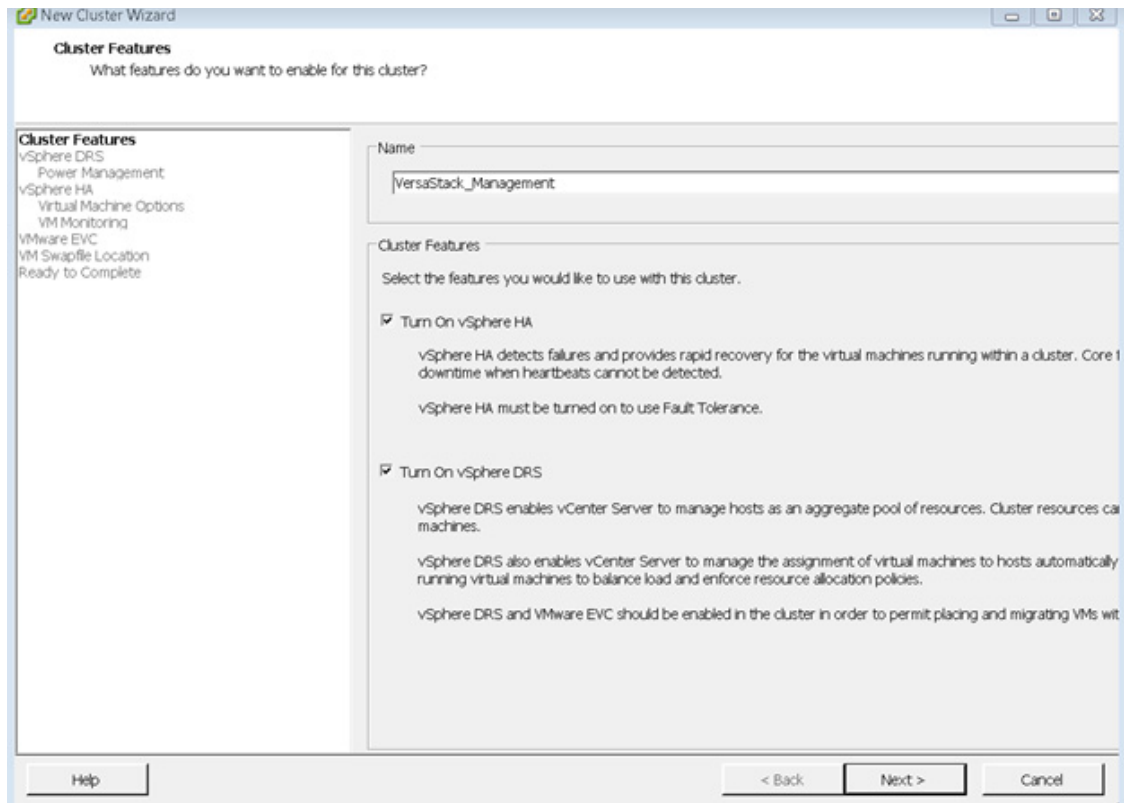 New Cluster Wizard
Cluster Features
What features do you want to enable for this cluster?
Cluster Features
vSphere DRS
Power Management
vSphere HA
Virtual Machine Options
VM Monitoring
VMware EVC
VM Swapfile Location
Ready to Complete
Name
VersaStack_Management
Cluster Features
Select the features you would like to use with this cluster.
Turn On vSphere HA
vSphere HA detects failures and provides rapid recovery for the virtual machines running within a cluster. Core
downtime when heartbeats cannot be detected.
vSphere HA must be turned on to use Fault Tolerance.
Turn On vSphere DRS
vSphere DRS enables vCenter Server to manage hosts as an aggregate pool of resources. Cluster resources
machines.
vSphere DRS also enables vCenter Server to manage the assignment of virtual machines to hosts automatically
running virtual machines to balance load and enforce resource allocation policies.
vSphere DRS and VMware EVC should be enabled in the cluster in order to permit placing and migrating VMs
Help
< Back
Next >
Cancel